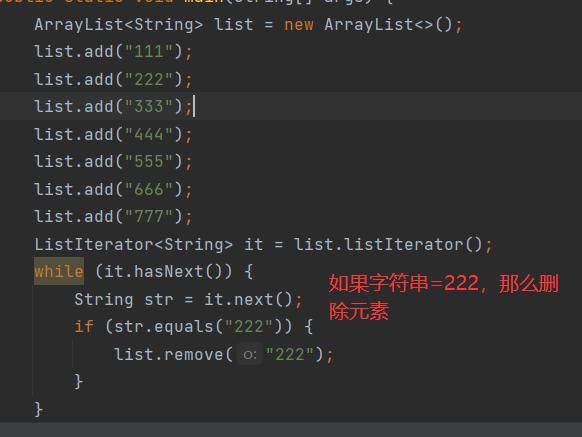 public static void main(String[] args) {
ArrayList<String> list = new ArrayList<>();
list.add("111");
list.add("222");
list.add("333");
list.add("444");
list.add("555");
list.add("666");
list.add("777");
ListIterator<String> it = list.listIterator();
while (it.hasNext()) {
String str = it.next();
if (str.equals("222")) {
list.remove( o: "222");
}
}
如果字符串=222，那么删
除元素